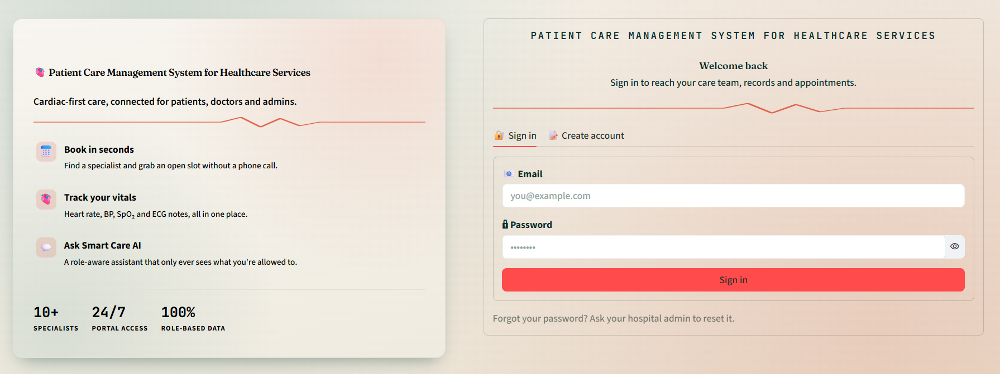 Patient Care Management System for Healthcare Services
Cardiac-first care, connected for patients, doctors and admins.
Book in seconds
Find a specialist and grab an open slot without a phone call.
Track your vitals
Heart rate, BP, SpO₂ and ECG notes, all in one place.
Ask Smart Care AI
A role-aware assistant that only ever sees what you're allowed to.
10+
SPECIALISTS
24/7
PORTAL ACCESS
100%
ROLE-BASED DATA
PATIENT CARE MANAGEMENT SYSTEM FOR HEALTHCARE SERVICES
Welcome back
Sign in to reach your care team, records and appointments.
Sign in
Create account
Email
you@example.com
Password
••••••••
Sign in
Forgot your password? Ask your hospital admin to reset it.